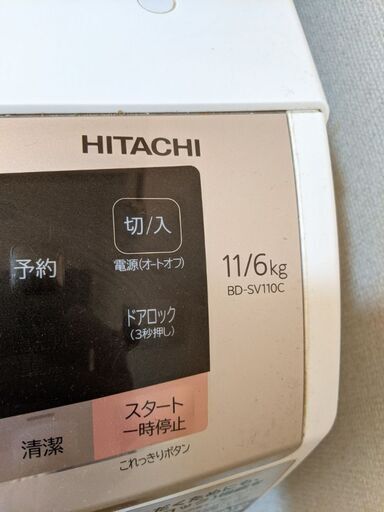 HITACHI
切/入
電源(オートオフ)
予約
11/6kg
BD-SV110C
ドアロック
(3秒押し)
スタート
一時停止
清潔
これっきりボタン